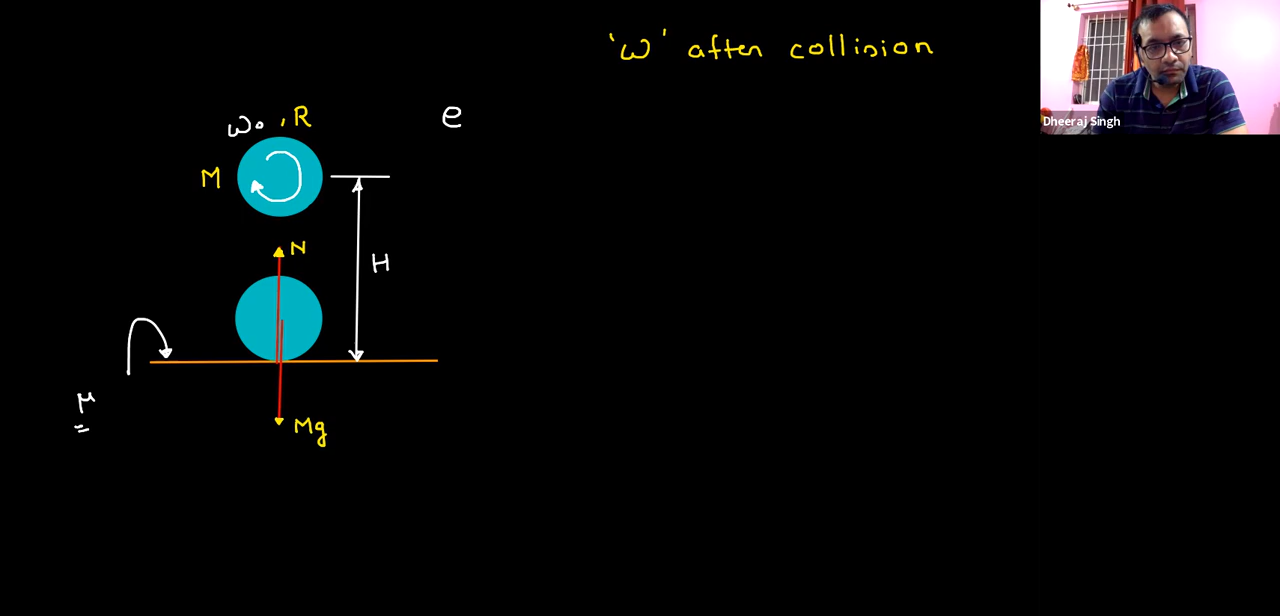 'ω' after collision
ω₀ , R
e
M
N
H
μ
Mg
Dheeraj Singh